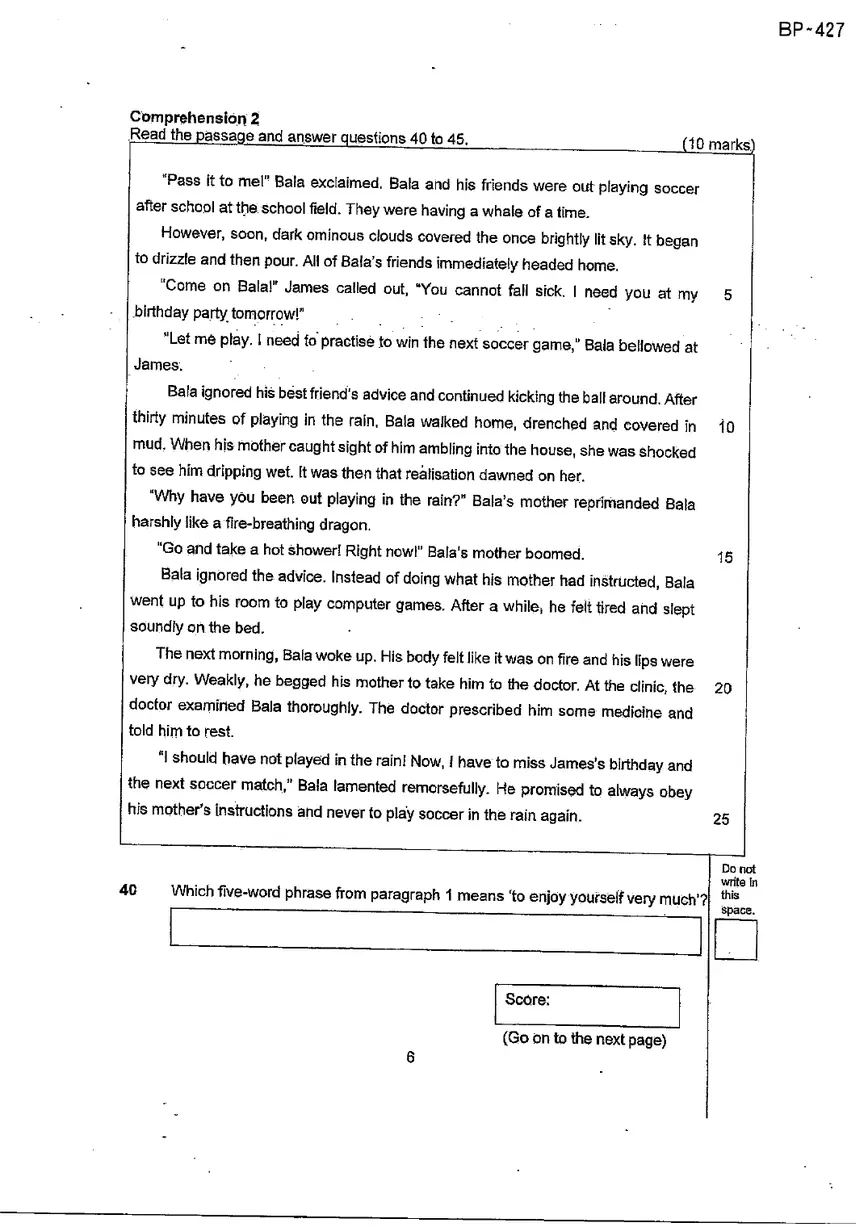 BP-427
Comprehension 2
Read the passage and answer questions 40 to 45. (10 marks)
"Pass it to me!" Bala exclaimed. Bala and his friends were out playing soccer
after school at the school field. They were having a whale of a time.
However, soon, dark ominous clouds covered the once brightly lit sky. It began
to drizzle and then pour. All of Bala's friends immediately headed home.
"Come on Bala!" James called out, "You cannot fall sick. I need you at my 5
birthday party tomorrow!"
"Let me play. I need to practise to win the next soccer game," Bala bellowed at
James.
Bala ignored his best friend's advice and continued kicking the ball around. After
thirty minutes of playing in the rain, Bala walked home, drenched and covered in 10
mud. When his mother caught sight of him ambling into the house, she was shocked
to see him dripping wet. It was then that realisation dawned on her.
"Why have you been out playing in the rain?" Bala's mother reprimanded Bala
harshly like a fire-breathing dragon.
"Go and take a hot shower! Right now!" Bala's mother boomed. 15
Bala ignored the advice. Instead of doing what his mother had instructed, Bala
went up to his room to play computer games. After a while, he felt tired and slept
soundly on the bed.
The next morning, Bala woke up. His body felt like it was on fire and his lips were
very dry. Weakly, he begged his mother to take him to the doctor. At the clinic, the 20
doctor examined Bala thoroughly. The doctor prescribed him some medicine and
told him to rest.
"I should have not played in the rain! Now, I have to miss James's birthday and
the next soccer match," Bala lamented remorsefully. He promised to always obey
his mother's instructions and never to play soccer in the rain again. 25
Do not
write in
this
space.
40 Which five-word phrase from paragraph 1 means 'to enjoy yourself very much'?
Score:
(Go on to the next page)
6